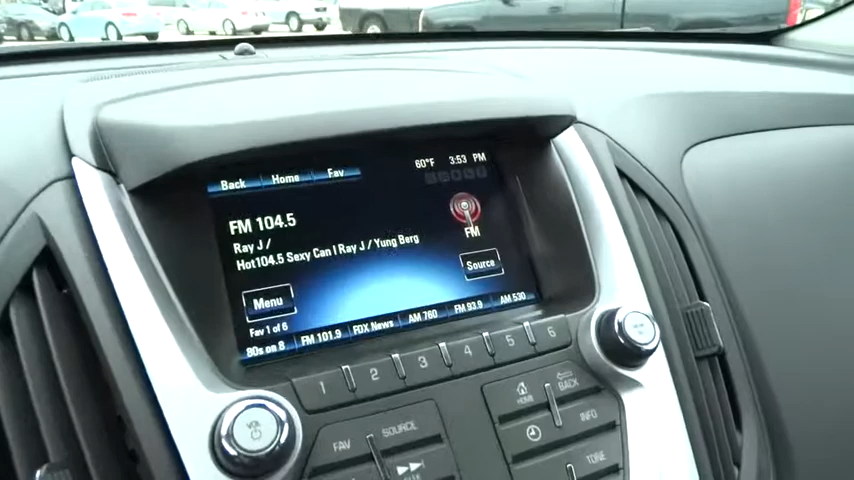 Back Home Fav 60°F 3:53 PM
FM 104.5
Ray J /
Hot104.5 Sexy Can I Ray J / Yung Berg
FM
Menu
Source
Fav 1 of 6
80s on 8 FM 101.9 FOX News AM 760 FM 93.9 AM 530
1 2 3 4 5 6
VOL
FAV SOURCE
HOME BACK
INFO
TONE
MENU